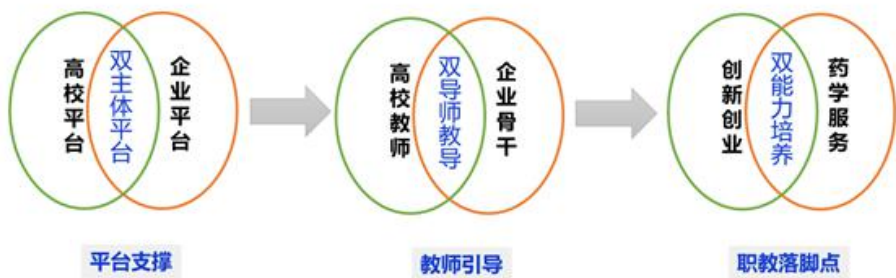 高校平台
双主体平台
企业平台
高校教师
双导师教导
企业骨干
创新创业
双能力培养
药学服务
平台支撑
教师引导
职教落脚点